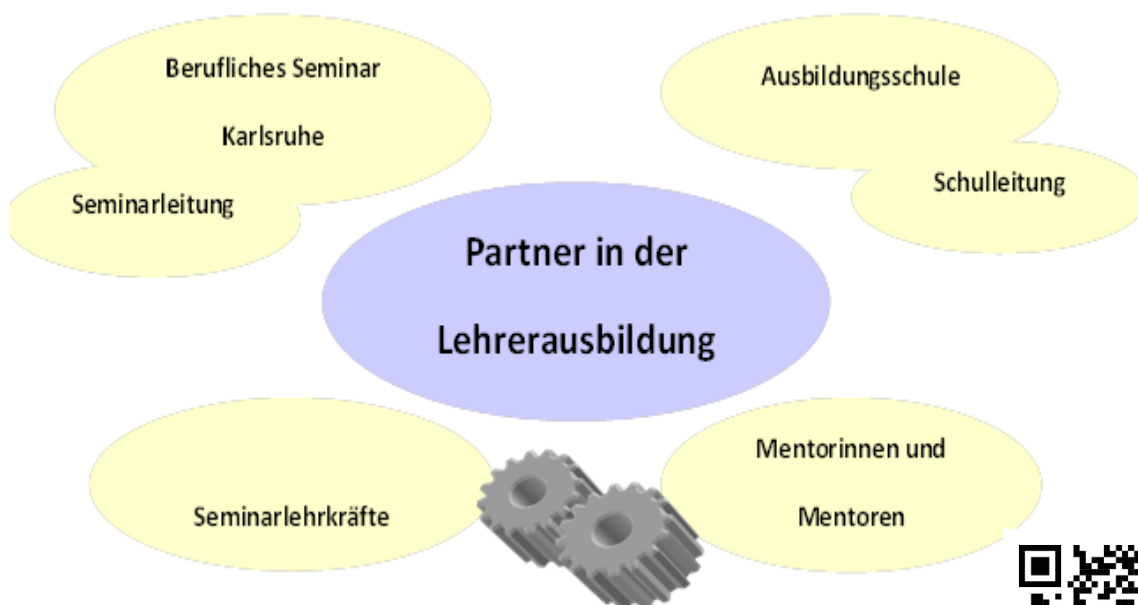 Berufliches Seminar
Karlsruhe
Seminarleitung
Ausbildungsschule
Schulleitung
Partner in der
Lehrerausbildung
Seminarlehrkräfte
Mentorinnen und
Mentoren